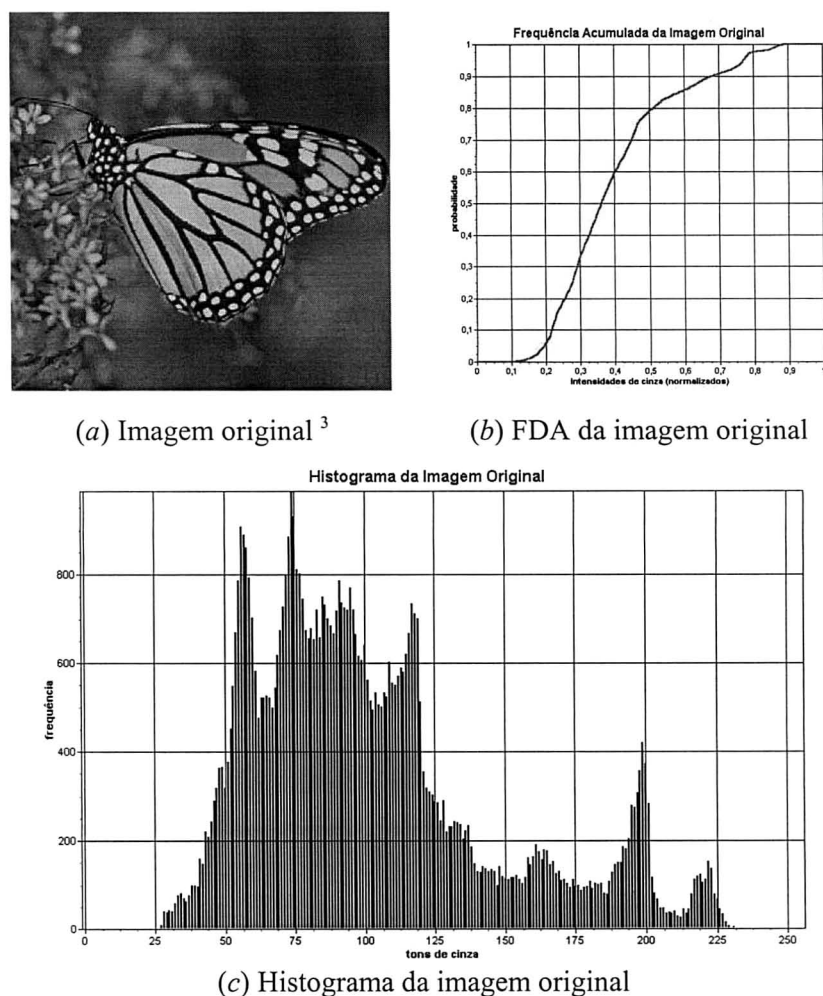 Frequência Acumulada da Imagem Original
1
0,9
0,8
0,7
0,6
0,5
0,4
0,3
0,2
0,1
0
probabilidade
0 0,1 0,2 0,3 0,4 0,5 0,6 0,7 0,8 0,9 1
Intensidades de cinza (normalizados)
(a) Imagem original ³
(b) FDA da imagem original
Histograma da Imagem Original
800
600
400
200
0
frequência
0 25 50 75 100 125 150 175 200 225 250
tons de cinza
(c) Histograma da imagem original